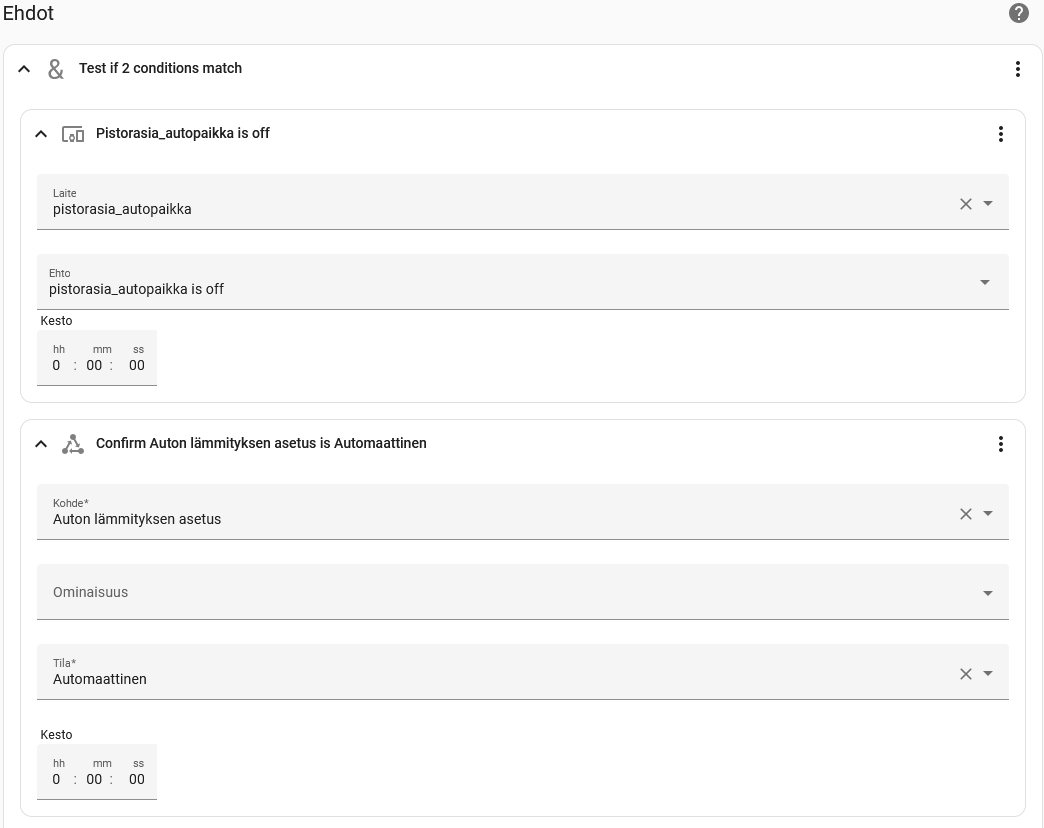 Ehdot
Test if 2 conditions match
Pistorasia_autopaikka is off
Laite
pistorasia_autopaikka
Ehto
pistorasia_autopaikka is off
Kesto
hh mm ss
0 : 00 : 00
Confirm Auton lämmityksen asetus is Automaattinen
Kohde*
Auton lämmityksen asetus
Ominaisuus
Tila*
Automaattinen
Kesto
hh mm ss
0 : 00 : 00